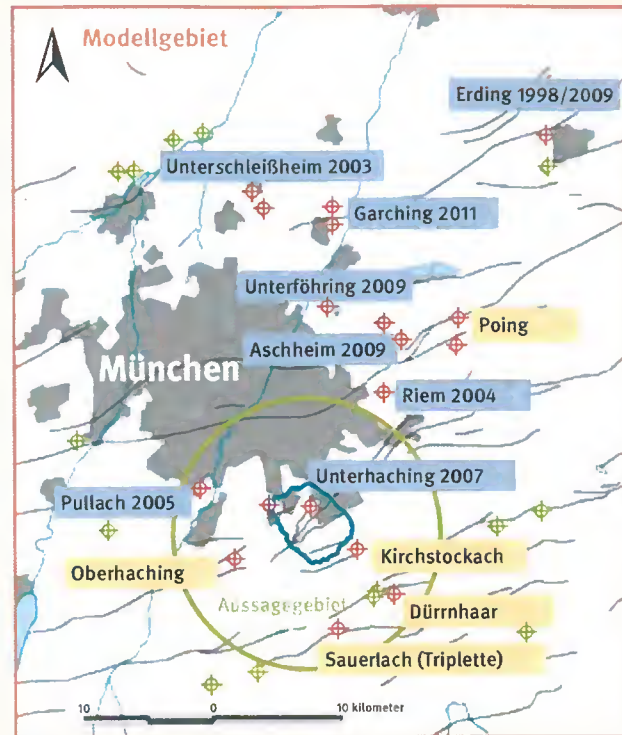 Modellgebiet
Erding 1998/2009
Unterschleißheim 2003
Garching 2011
Unterföhring 2009
Poing
Aschheim 2009
München
Riem 2004
Unterhaching 2007
Pullach 2005
Kirchstockach
Oberhaching
Aussagegebiet
Dürrnhaar
Sauerlach (Triplette)
10 0 10 kilometer